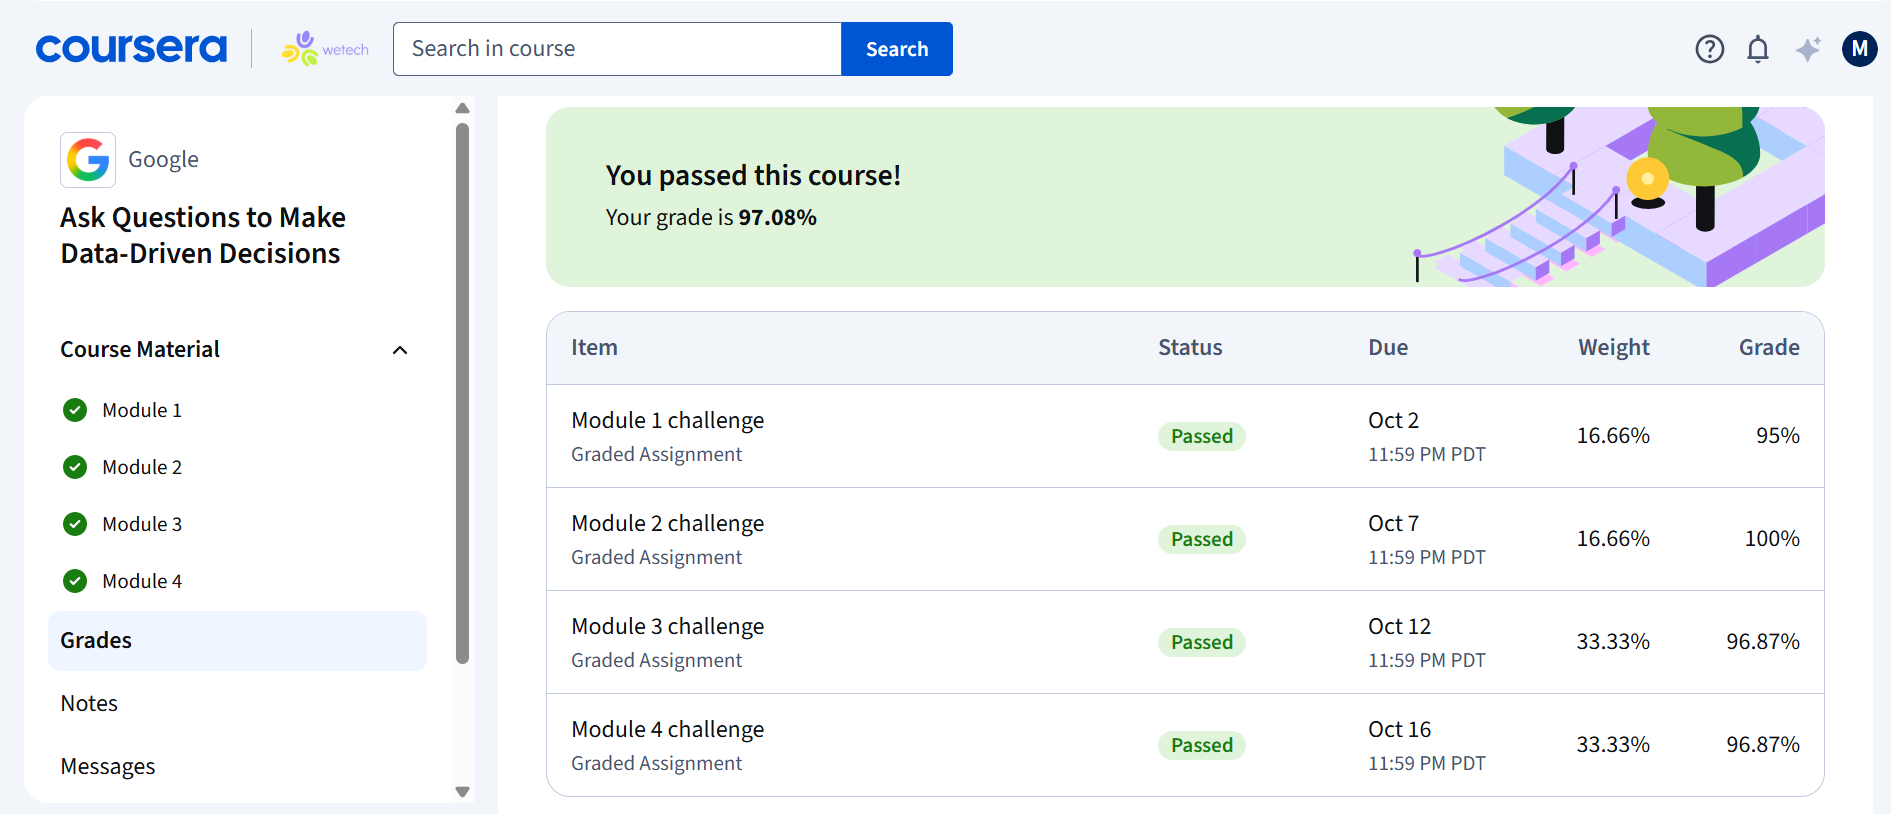 coursera
wetech
Search in course
Search
M
Google
Ask Questions to Make
Data-Driven Decisions
Course Material
Module 1
Module 2
Module 3
Module 4
Grades
Notes
Messages
You passed this course!
Your grade is 97.08%
Item Status Due Weight Grade
Module 1 challenge
Graded Assignment
Passed
Oct 2
11:59 PM PDT
16.66%
95%
Module 2 challenge
Graded Assignment
Passed
Oct 7
11:59 PM PDT
16.66%
100%
Module 3 challenge
Graded Assignment
Passed
Oct 12
11:59 PM PDT
33.33%
96.87%
Module 4 challenge
Graded Assignment
Passed
Oct 16
11:59 PM PDT
33.33%
96.87%